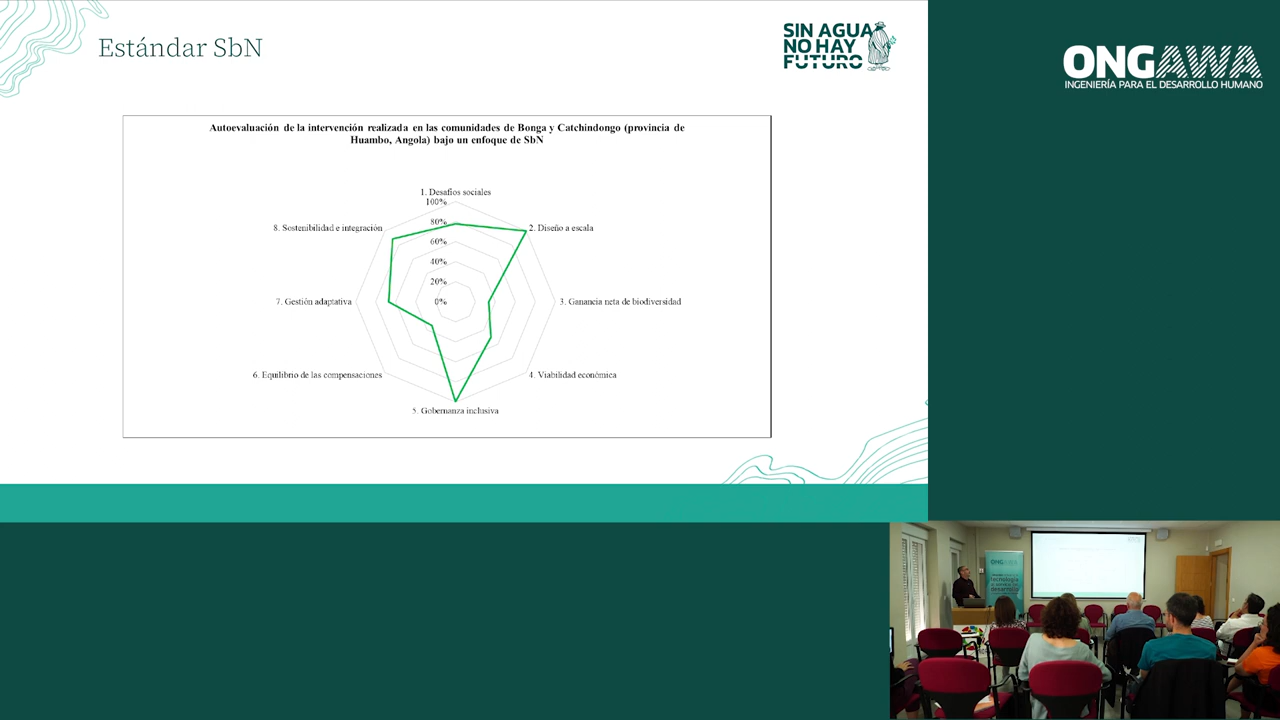 Estándar SbN
SIN AGUA
NO HAY
FUTURO
ONGAWA
INGENIERÍA PARA EL DESARROLLO HUMANO
Autoevaluación de la intervención realizada en las comunidades de Bonga y Catchindongo (provincia de
Huambo, Angola) bajo un enfoque de SbN
1. Desafíos sociales
100%
80%
60%
40%
20%
0%
2. Diseño a escala
3. Ganancia neta de biodiversidad
4. Viabilidad económica
5. Gobernanza inclusiva
6. Equilibrio de las compensaciones
7. Gestión adaptativa
8. Sostenibilidad e integración
ONGAWA
tecnología
desarrollo